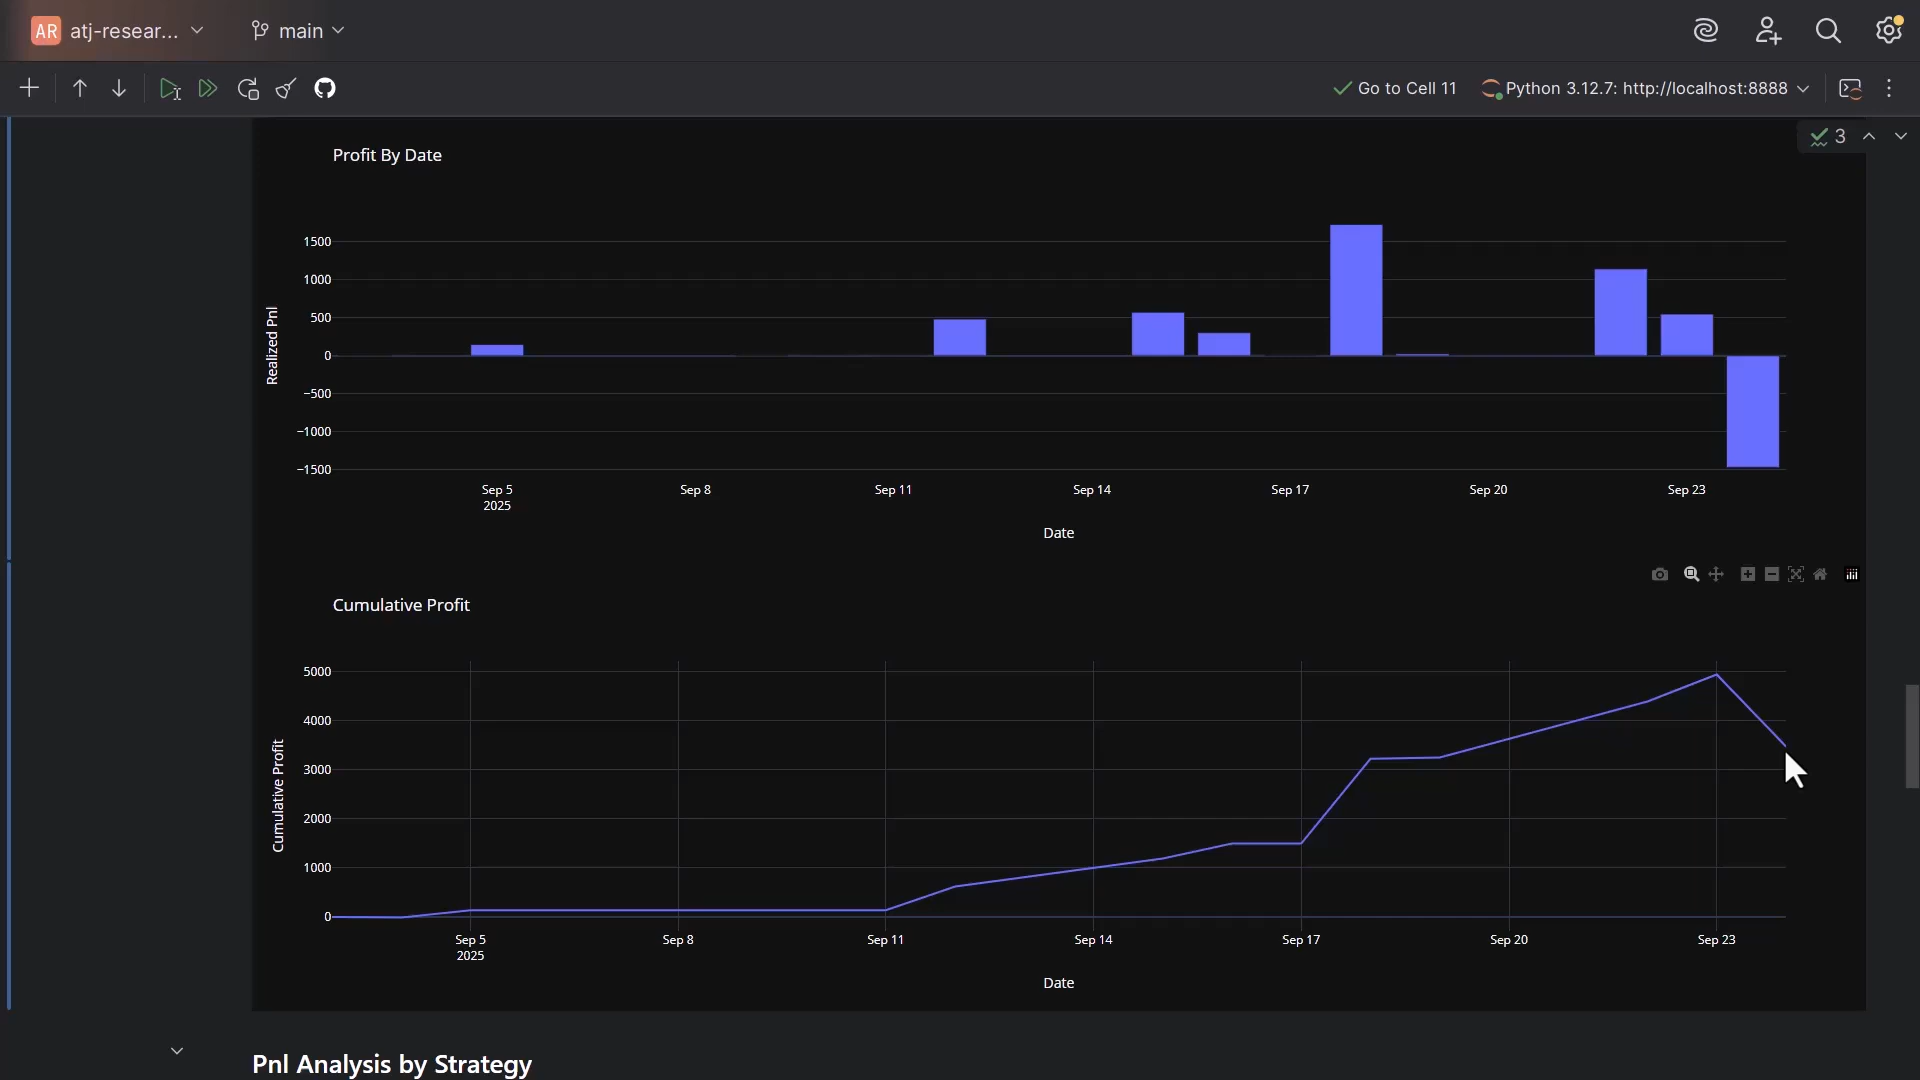 AR atj-resear... main
Go to Cell 11 Python 3.12.7: http://localhost:8888
3
Profit By Date
1500
1000
500
0
−500
−1000
−1500
Realized Pnl
Sep 5 Sep 8 Sep 11 Sep 14 Sep 17 Sep 20 Sep 23
2025
Date
Cumulative Profit
5000
4000
3000
2000
1000
0
Cumulative Profit
Sep 5 Sep 8 Sep 11 Sep 14 Sep 17 Sep 20 Sep 23
2025
Date
Pnl Analysis by Strategy